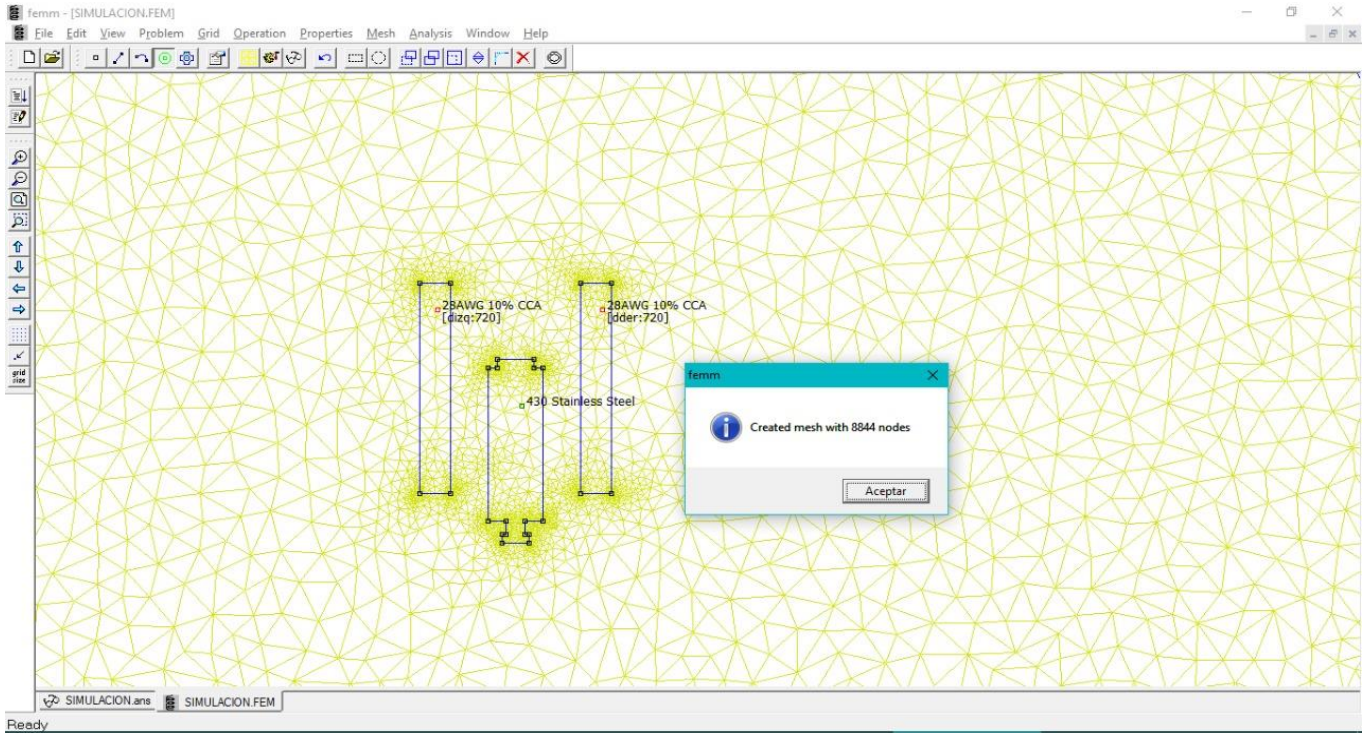 femm - [SIMULACION.FEM]
File Edit View Problem Grid Operation Properties Mesh Analysis Window Help
28AWG 10% CCA
[dizq:720]
28AWG 10% CCA
[dder:720]
430 Stainless Steel
femm
Created mesh with 8844 nodes
Aceptar
grid
size
SIMULACION.ans
SIMULACION.FEM
Ready